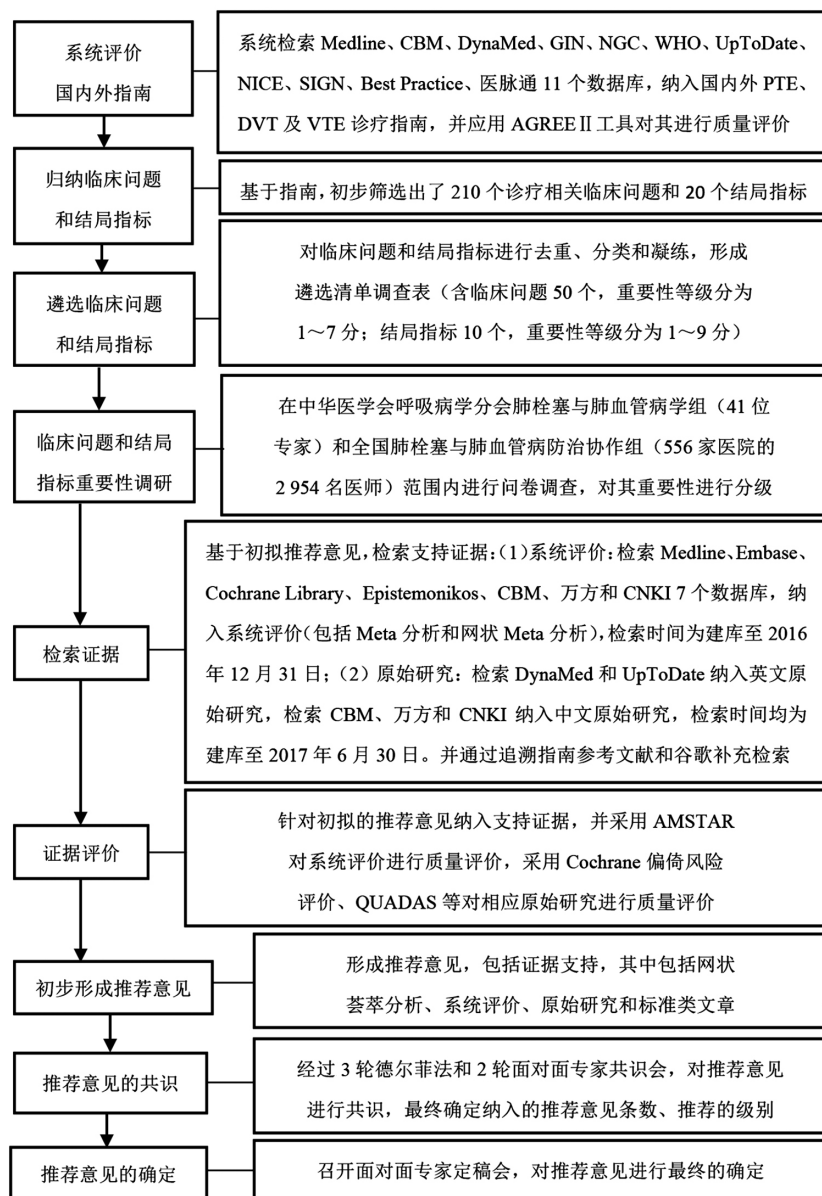 系统评价
国内外指南
系统检索 Medline、CBM、DynaMed、GIN、NGC、WHO、UpToDate、
NICE、SIGN、Best Practice、医脉通 11 个数据库，纳入国内外 PTE、
DVT 及 VTE 诊疗指南，并应用 AGREEⅡ工具对其进行质量评价
归纳临床问题
和结局指标
基于指南，初步筛选出了 210 个诊疗相关临床问题和 20 个结局指标
遴选临床问题
和结局指标
对临床问题和结局指标进行去重、分类和凝练，形成
遴选清单调查表（含临床问题 50 个，重要性等级分为
1～7 分；结局指标 10 个，重要性等级分为 1～9 分）
临床问题和结局
指标重要性调研
在中华医学会呼吸病学分会肺栓塞与肺血管病学组（41 位
专家）和全国肺栓塞与肺血管病防治协作组（556 家医院的
2 954 名医师）范围内进行问卷调查，对其重要性进行分级
检索证据
基于初拟推荐意见，检索支持证据：（1）系统评价：检索 Medline、Embase、
Cochrane Library、Epistemonikos、CBM、万方和 CNKI 7 个数据库，纳
入系统评价（包括 Meta 分析和网状 Meta 分析），检索时间为建库至 2016
年 12 月 31 日；（2）原始研究：检索 DynaMed 和 UpToDate 纳入英文原
始研究，检索 CBM、万方和 CNKI 纳入中文原始研究，检索时间均为
建库至 2017 年 6 月 30 日。并通过追溯指南参考文献和谷歌补充检索
证据评价
针对初拟的推荐意见纳入支持证据，并采用 AMSTAR
对系统评价进行质量评价，采用 Cochrane 偏倚风险
评价、QUADAS 等对相应原始研究进行质量评价
初步形成推荐意见
形成推荐意见，包括证据支持，其中包括网状
荟萃分析、系统评价、原始研究和标准类文章
推荐意见的共识
经过 3 轮德尔菲法和 2 轮面对面专家共识会，对推荐意见
进行共识，最终确定纳入的推荐意见条数、推荐的级别
推荐意见的确定
召开面对面专家定稿会，对推荐意见进行最终的确定